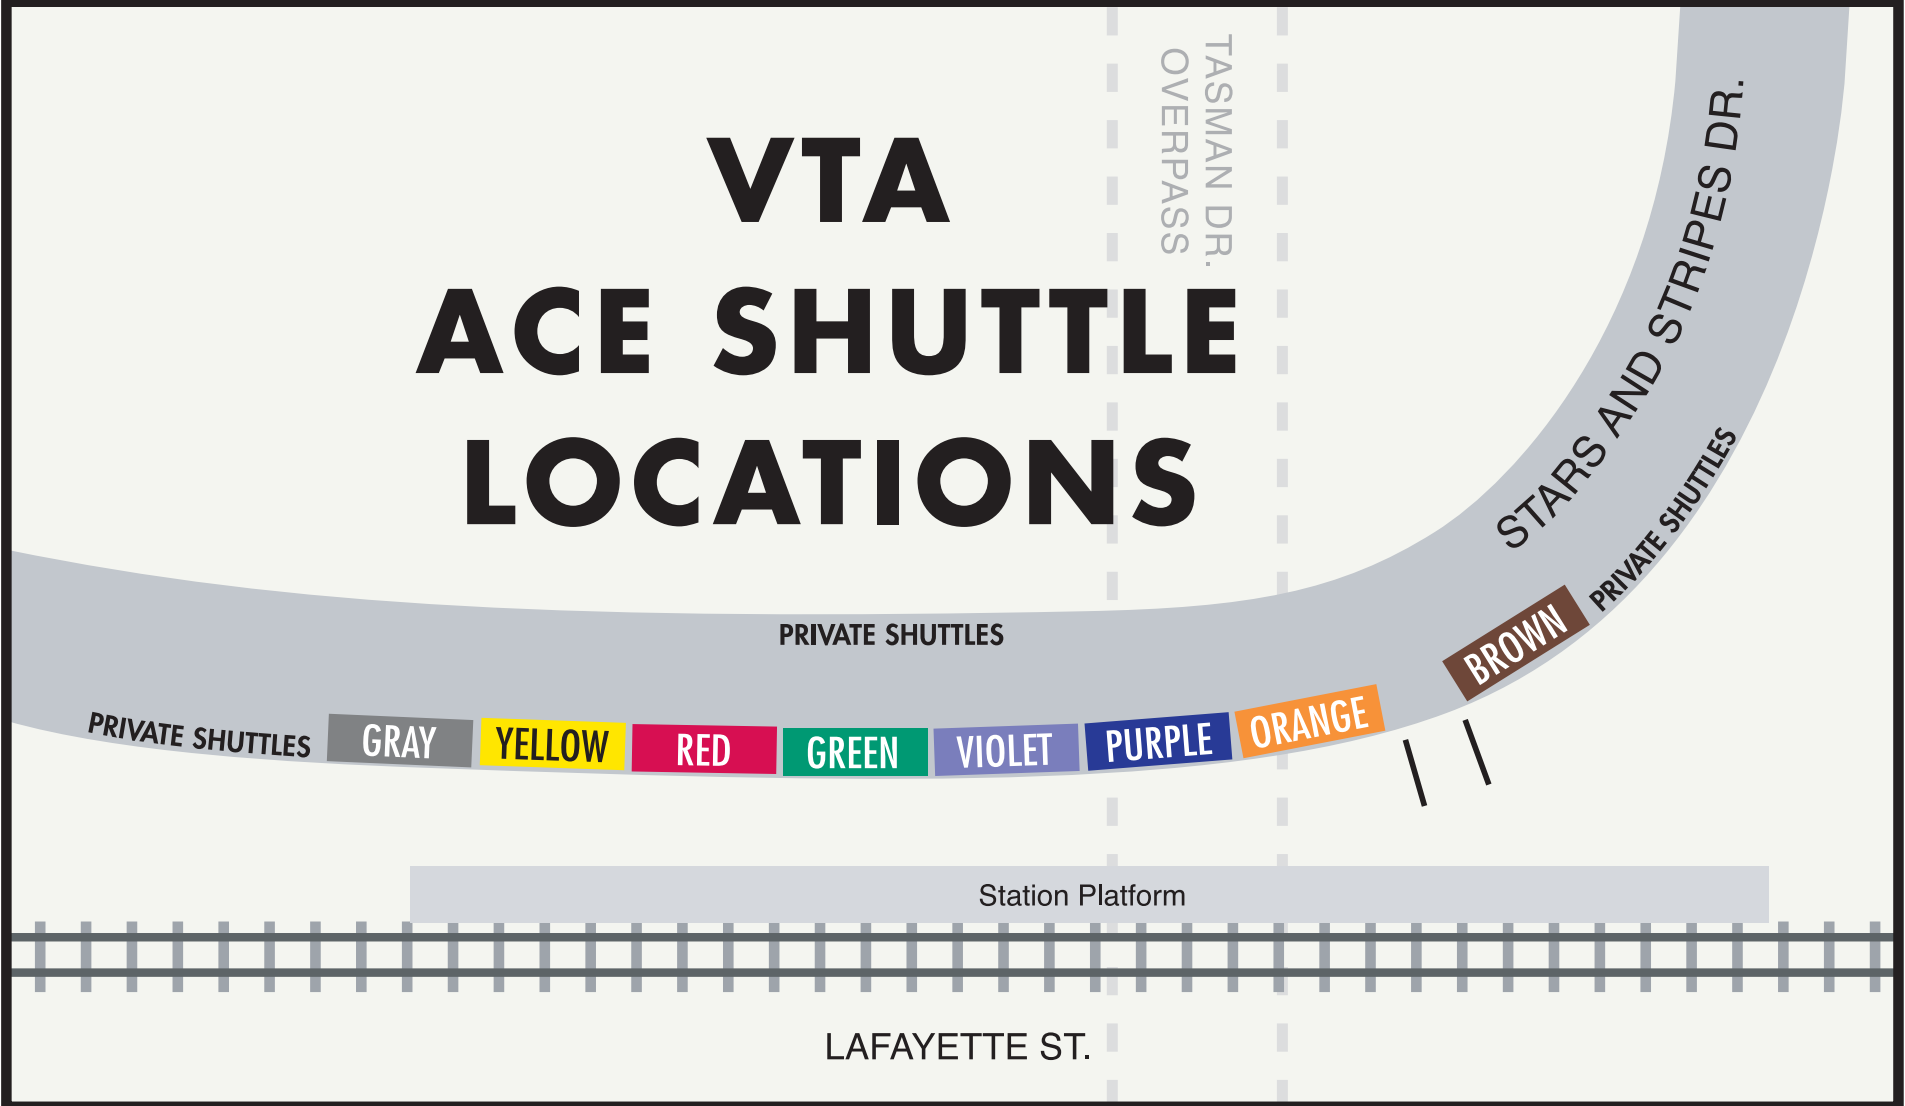 TASMAN DR.
OVERPASS
VTA
ACE SHUTTLE
LOCATIONS
STARS AND STRIPES DR.
PRIVATE SHUTTLES
PRIVATE SHUTTLES
BROWN
PRIVATE SHUTTLES
GRAY
YELLOW
RED
GREEN
VIOLET
PURPLE
ORANGE
Station Platform
LAFAYETTE ST.